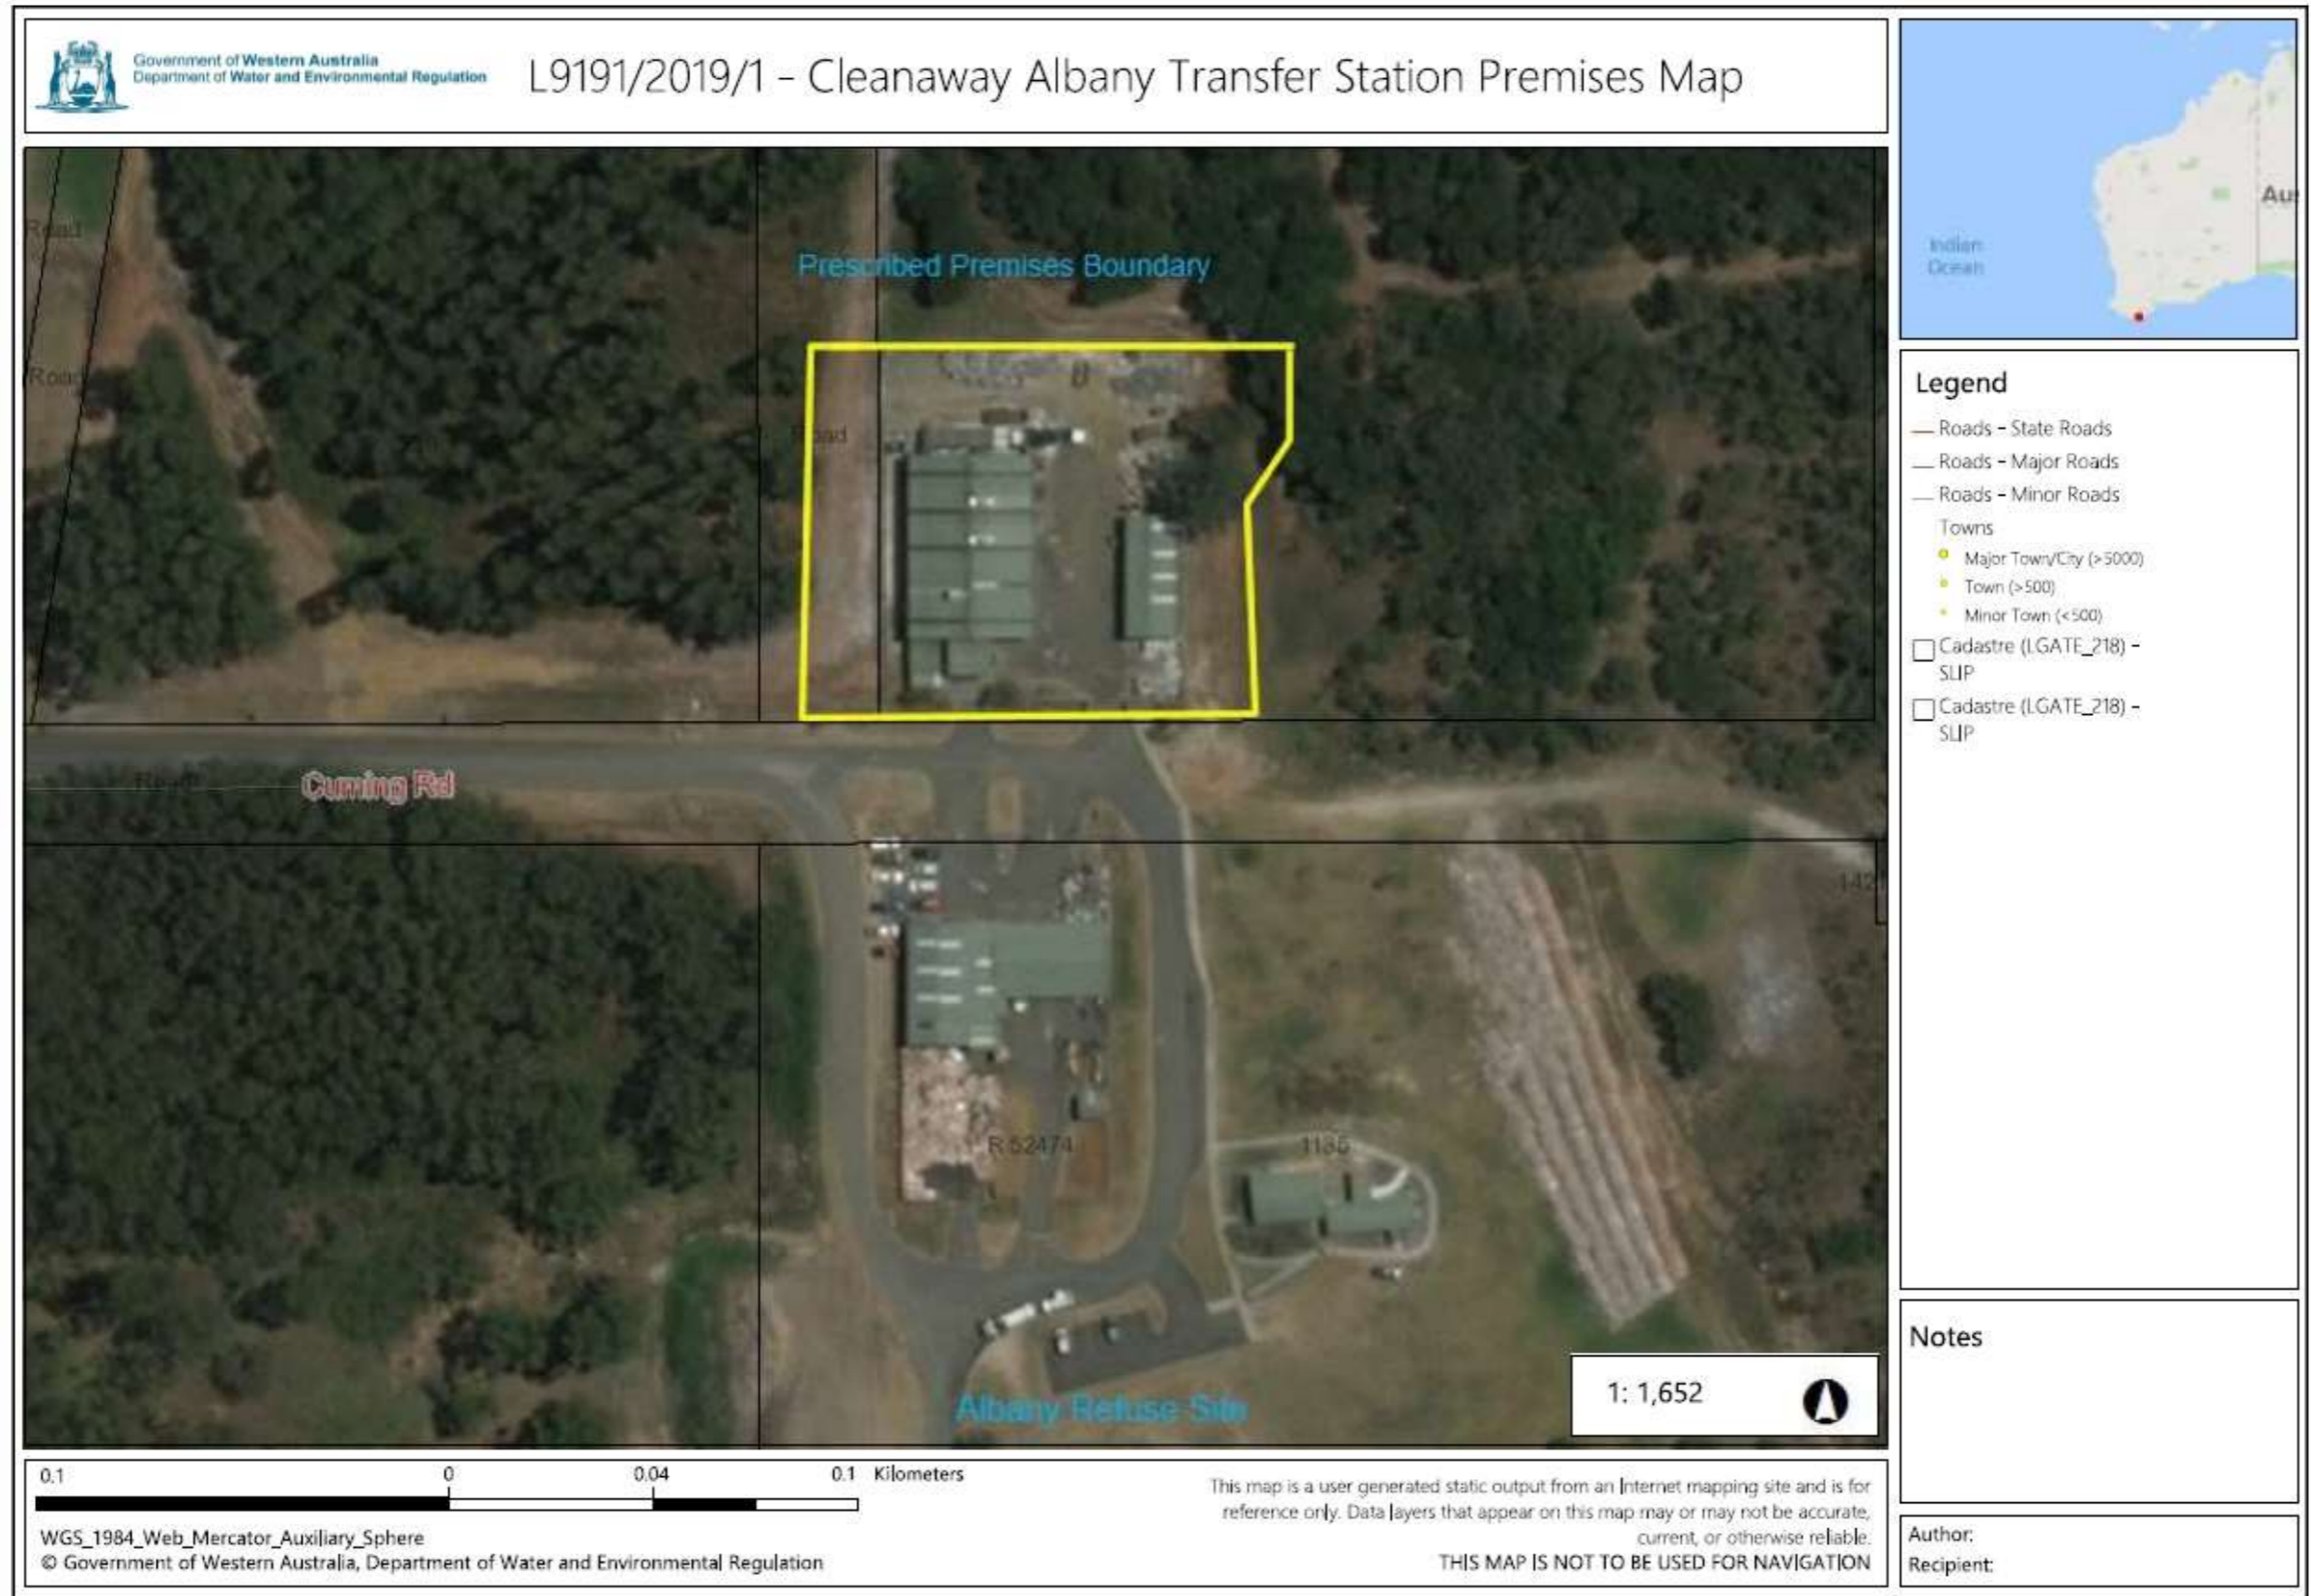 Government of Western Australia
Department of Water and Environmental Regulation
L9191/2019/1 - Cleanaway Albany Transfer Station Premises Map
Aus
Indian
Ocean
Road
Prescribed Premises Boundary
Road
Road
Cuming Rd
R 52474
1135
Albany Refuse Site
1: 1,652
Legend
Roads - State Roads
Roads - Major Roads
Roads - Minor Roads
Towns
Major Town/City (>5000)
Town (>500)
Minor Town (<500)
Cadastre (LGATE_218) -
SLIP
Cadastre (LGATE_218) -
SLIP
Notes
0.1 0 0.04 0.1 Kilometers
WGS_1984_Web_Mercator_Auxiliary_Sphere
© Government of Western Australia, Department of Water and Environmental Regulation
This map is a user generated static output from an Internet mapping site and is for
reference only. Data layers that appear on this map may or may not be accurate,
current, or otherwise reliable.
THIS MAP IS NOT TO BE USED FOR NAVIGATION
Author:
Recipient: